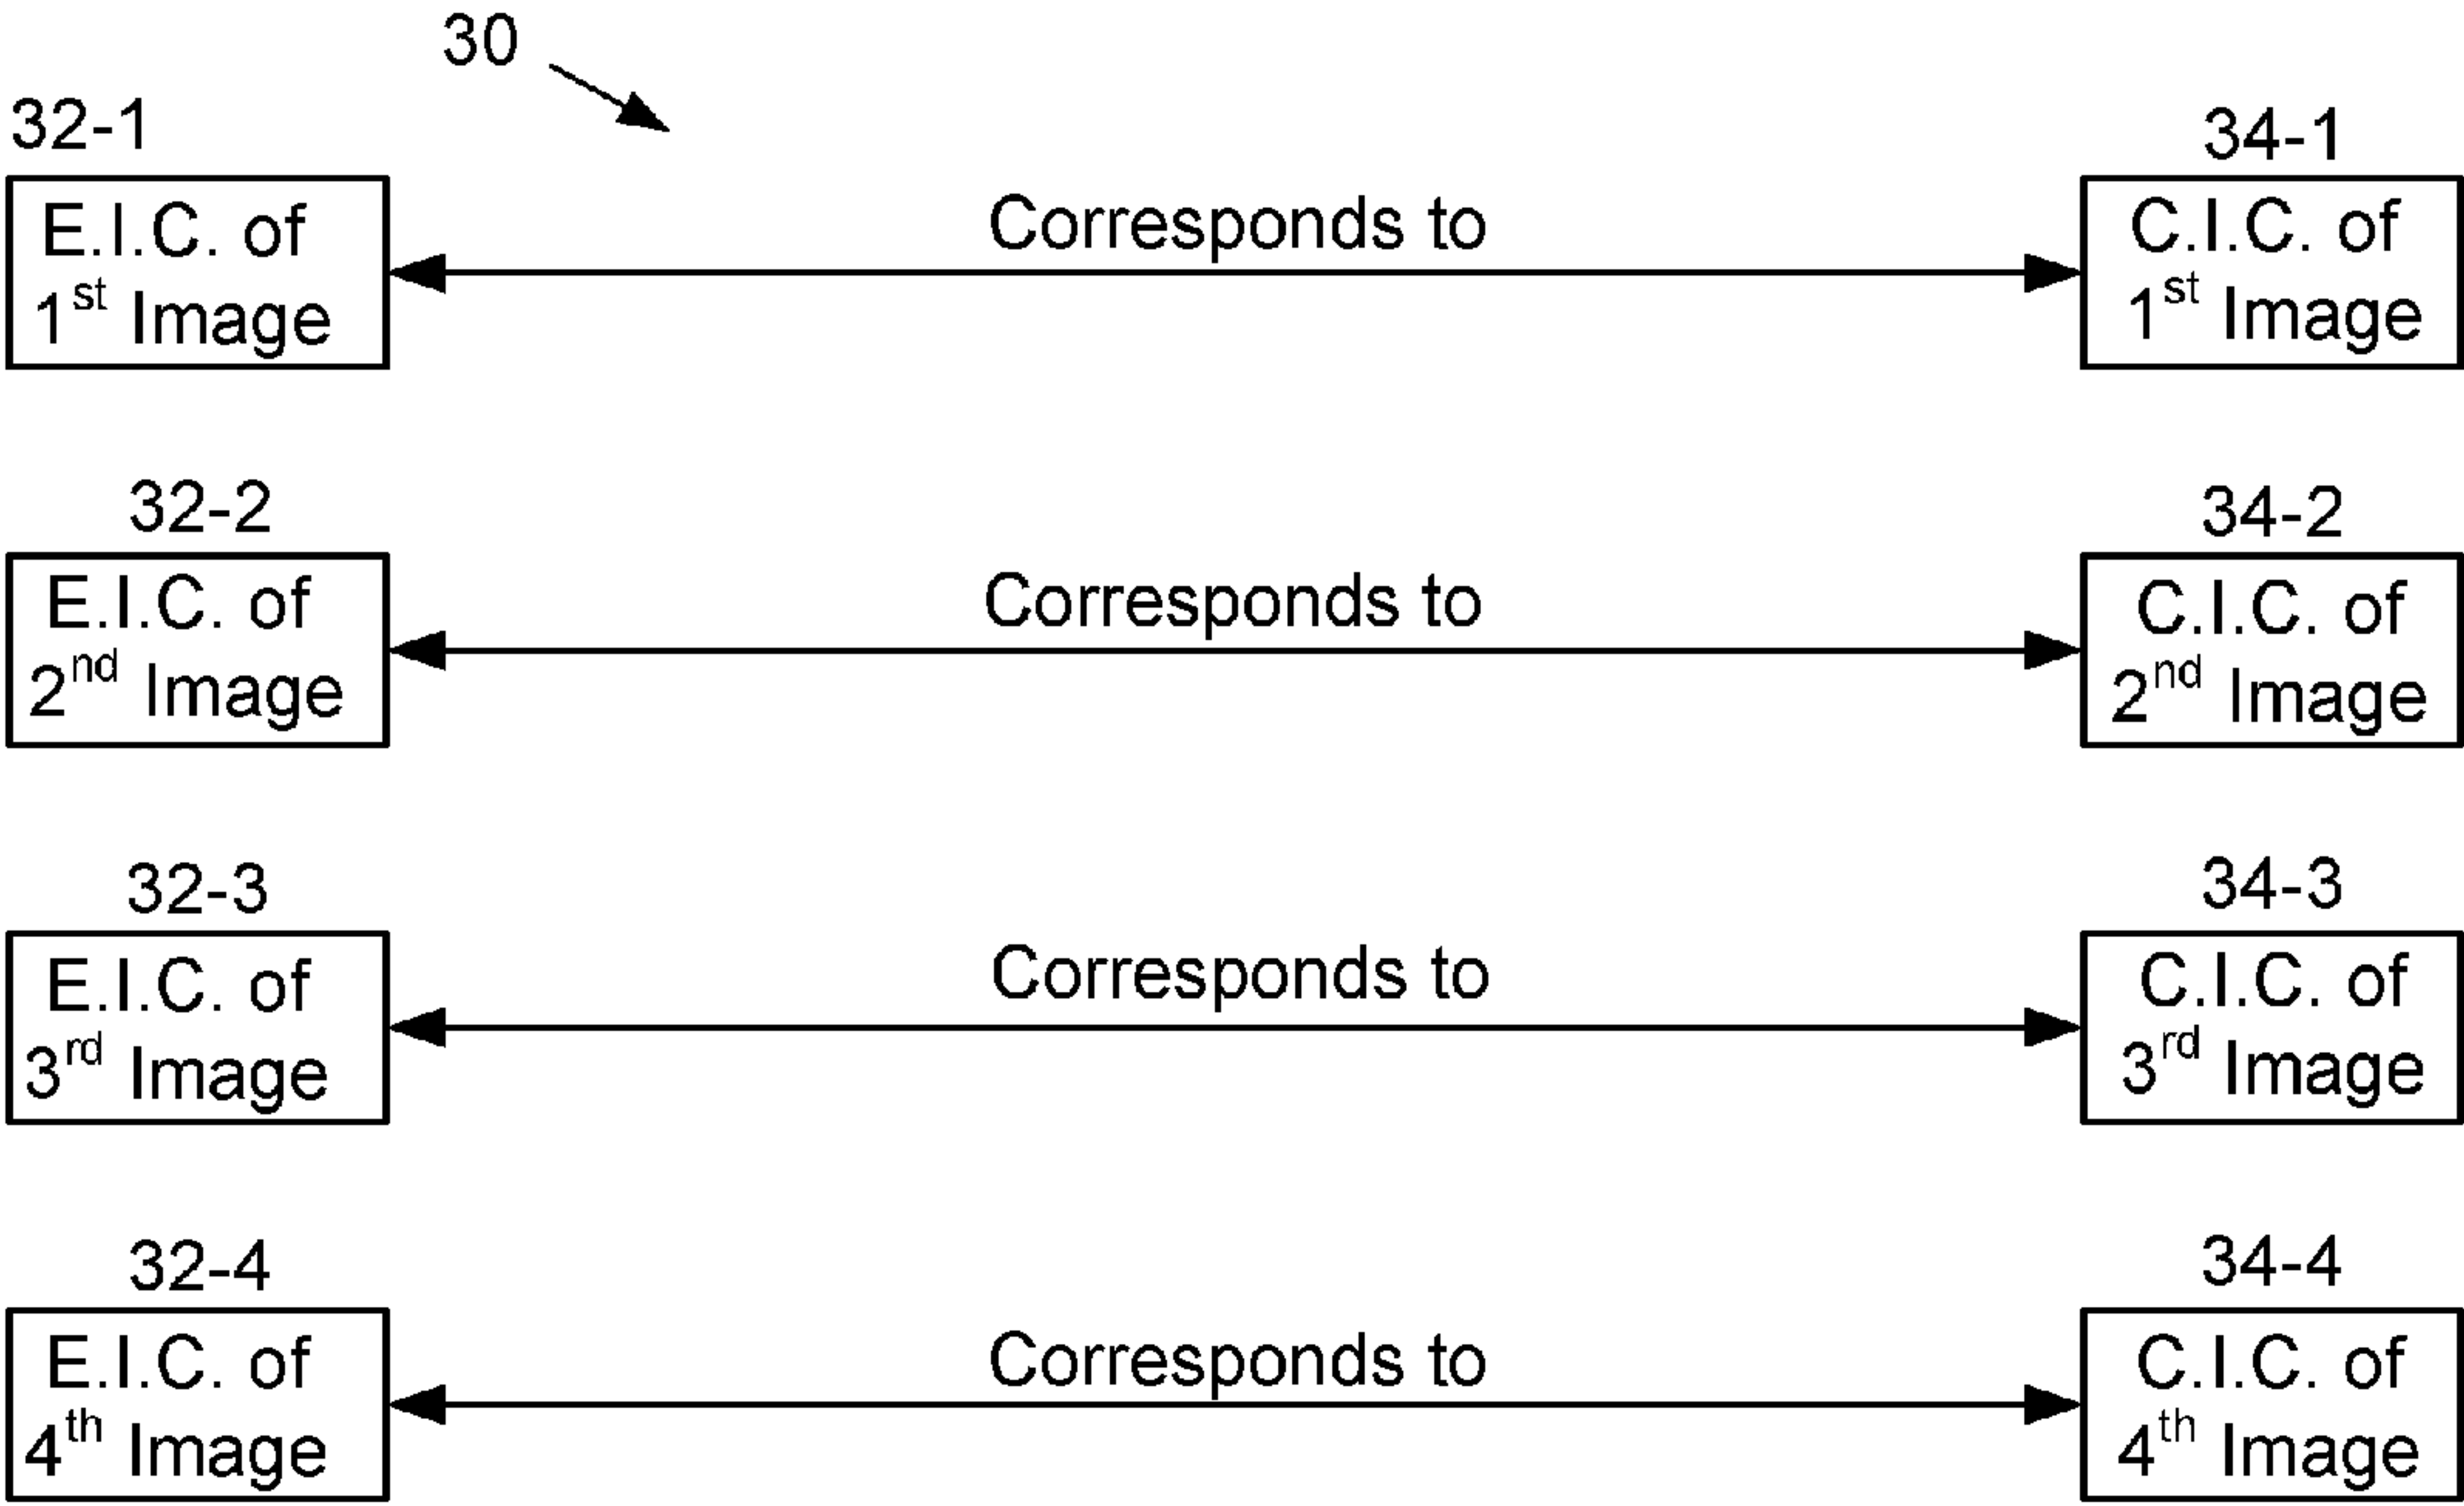 30
32-1
34-1
E.I.C. of
1st Image
Corresponds to
C.I.C. of
1st Image
32-2
34-2
E.I.C. of
2nd Image
Corresponds to
C.I.C. of
2nd Image
32-3
34-3
E.I.C. of
3rd Image
Corresponds to
C.I.C. of
3rd Image
32-4
34-4
E.I.C. of
4th Image
Corresponds to
C.I.C. of
4th Image